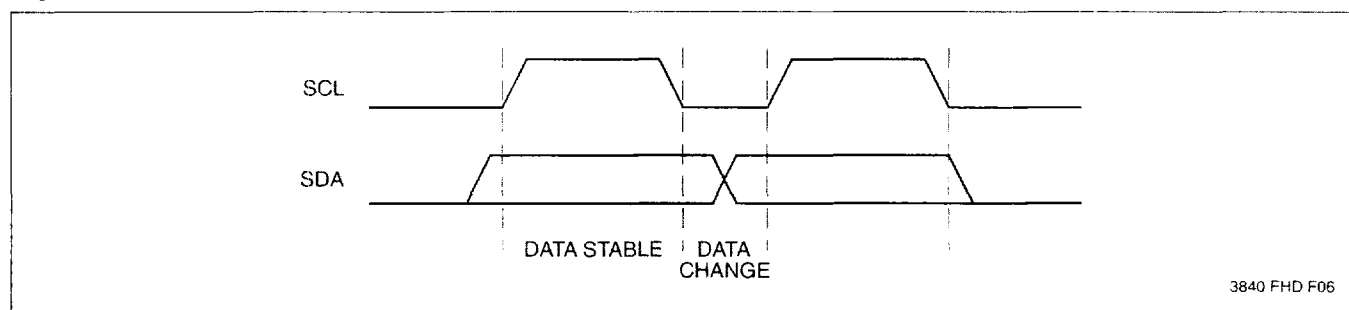 SCL
SDA
DATA STABLE
DATA
CHANGE
3840 FHD F06